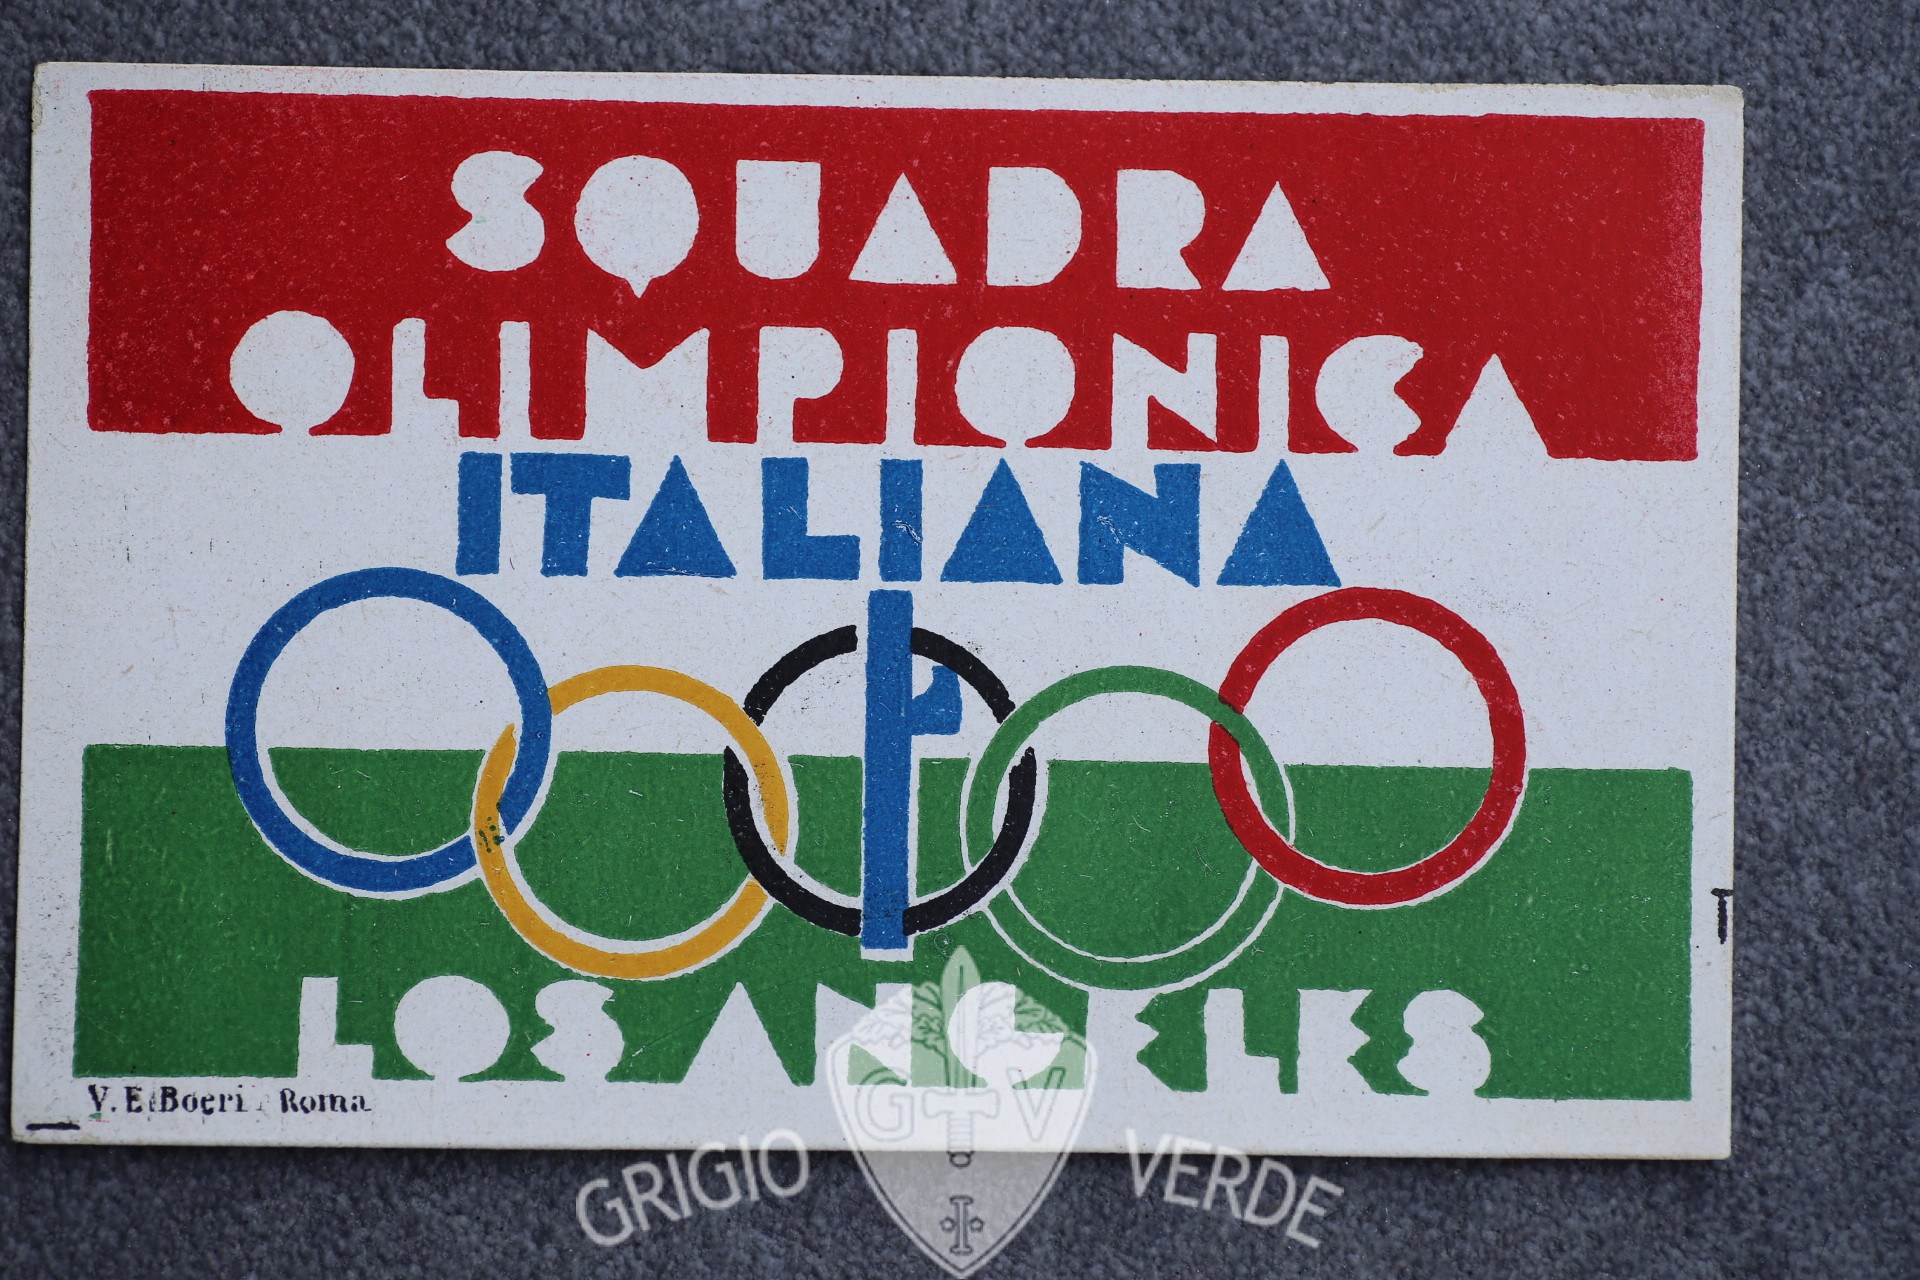 SQUADRA
OLIMPIONICA
ITALIANA
LOS ANGELES
V. E. Boeri - Roma
G V
GRIGIO VERDE